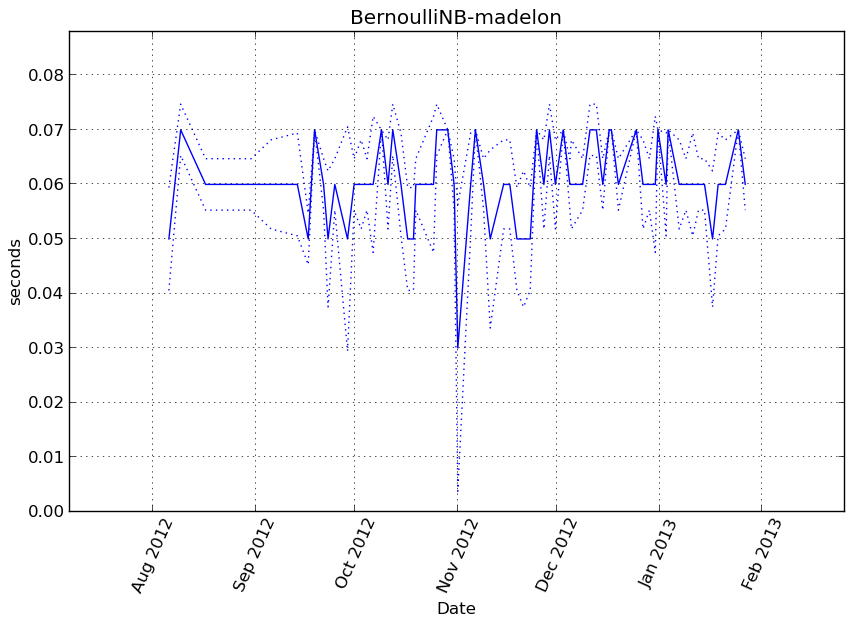 BernoulliNB-madelon
0.08
0.07
0.06
0.05
0.04
0.03
0.02
0.01
0.00
seconds
Aug 2012
Sep 2012
Oct 2012
Nov 2012
Dec 2012
Jan 2013
Feb 2013
Date